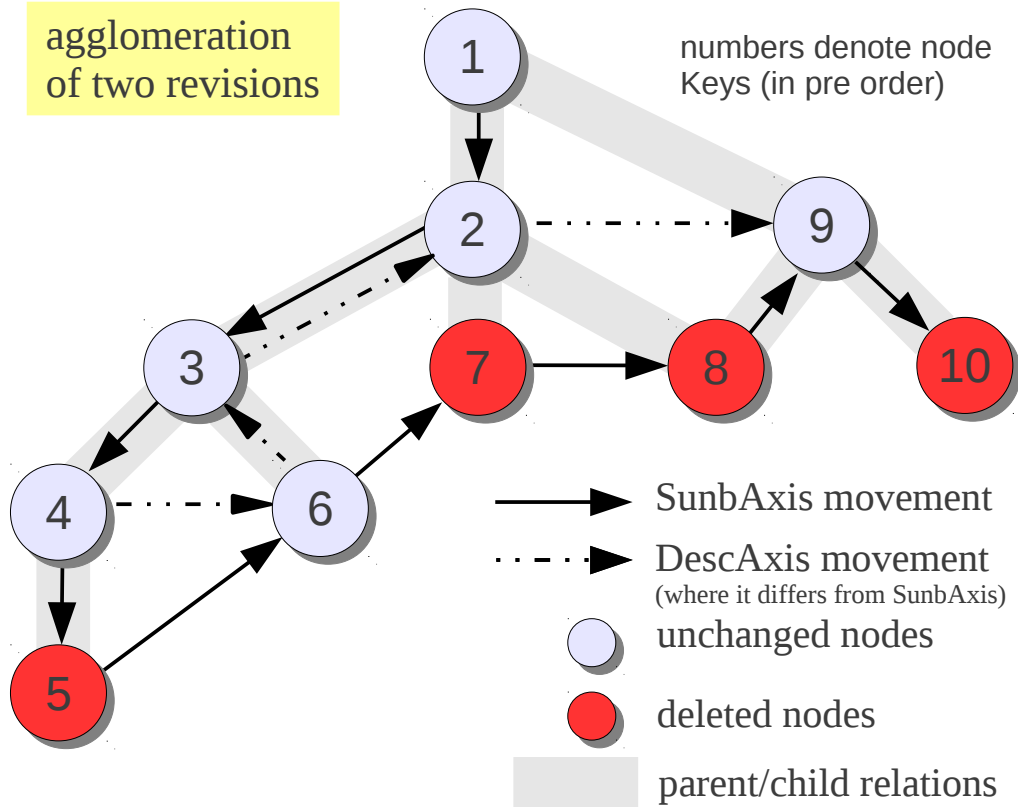 agglomeration
of two revisions
numbers denote node
Keys (in pre order)
1
2
9
3
7
8
10
4
6
5
SunbAxis movement
DescAxis movement
(where it differs from SunbAxis)
unchanged nodes
deleted nodes
parent/child relations